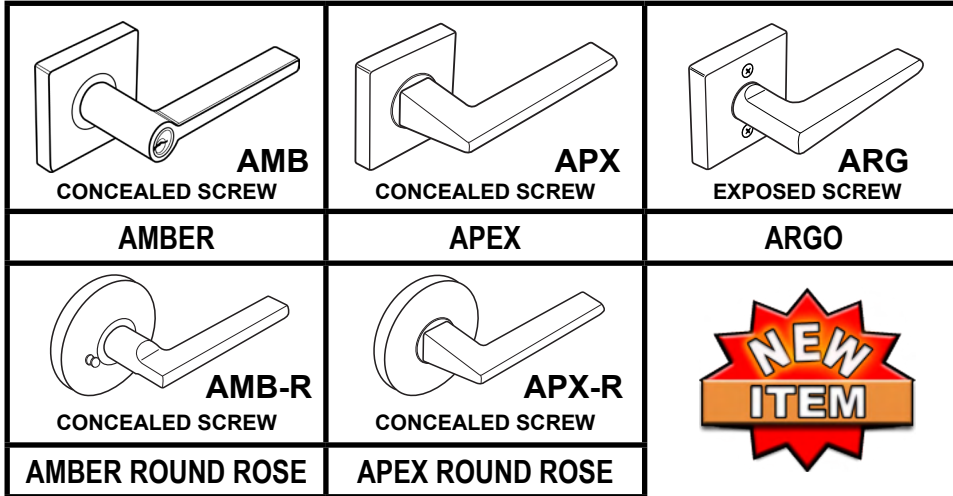 AMB
CONCEALED SCREW
APX
CONCEALED SCREW
ARG
EXPOSED SCREW
AMBER
APEX
ARGO
AMB-R
CONCEALED SCREW
APX-R
CONCEALED SCREW
NEW
ITEM
AMBER ROUND ROSE
APEX ROUND ROSE